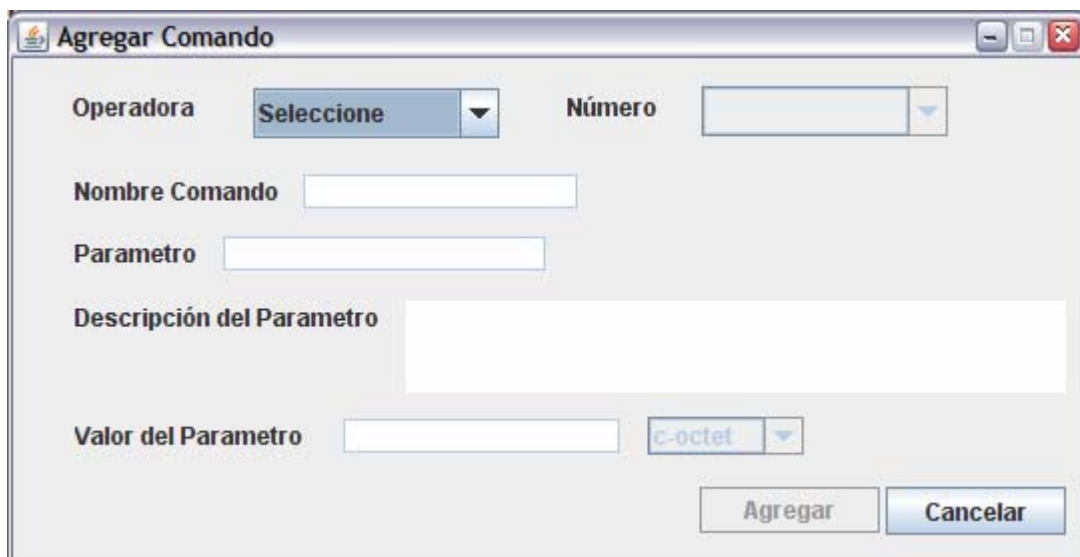 Agregar Comando
Operadora Seleccione Número
Nombre Comando
Parametro
Descripción del Parametro
Valor del Parametro c-octet
Agregar Cancelar